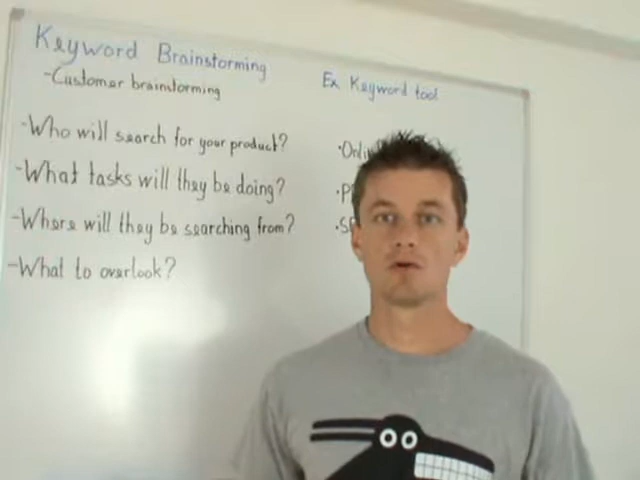 Keyword Brainstorming
-Customer brainstorming
Ex Keyword tool
-Who will search for your product?
-What tasks will they be doing?
-Where will they be searching from?
-What to overlook?